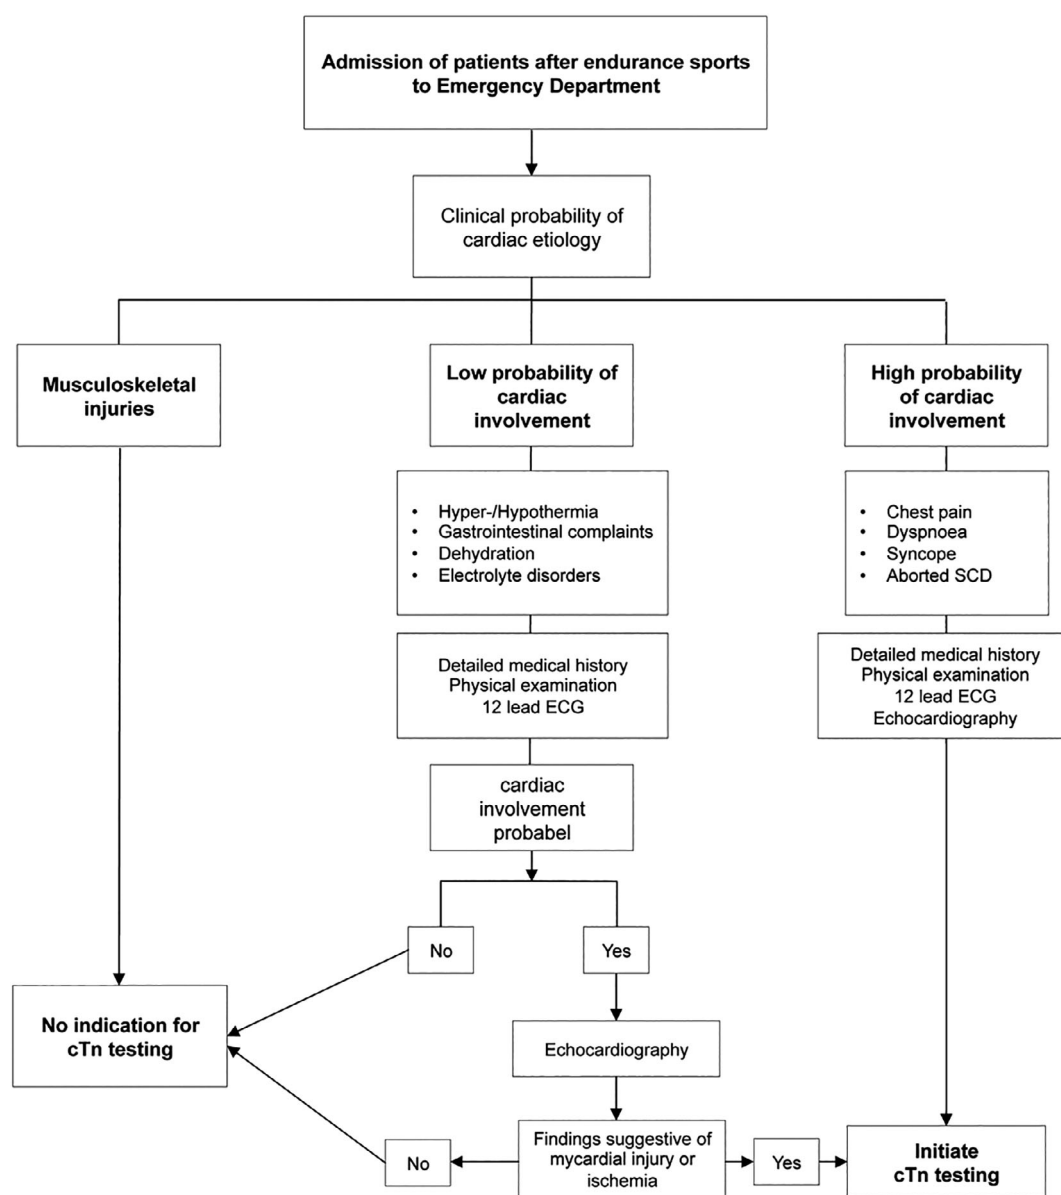 Admission of patients after endurance sports
to Emergency Department
Clinical probability of
cardiac etiology
Musculoskeletal
injuries
Low probability of
cardiac
involvement
High probability
of cardiac
involvement
• Hyper-/Hypothermia
• Gastrointestinal complaints
• Dehydration
• Electrolyte disorders
• Chest pain
• Dyspnoea
• Syncope
• Aborted SCD
Detailed medical history
Physical examination
12 lead ECG
Detailed medical history
Physical examination
12 lead ECG
Echocardiography
cardiac
involvement
probabel
No
Yes
No indication for
cTn testing
Echocardiography
No
Findings suggestive of
mycardial injury or
ischemia
Yes
Initiate
cTn testing